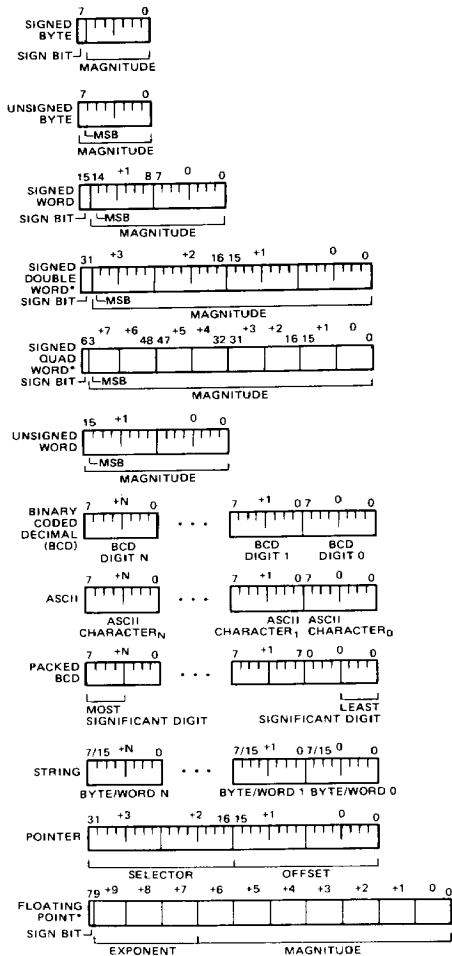 7 0
SIGNED
BYTE
SIGN BIT MAGNITUDE
7 0
UNSIGNED
BYTE
MSB
MAGNITUDE
15 14 +1 8 7 0 0
SIGNED
WORD
SIGN BIT MSB
MAGNITUDE
31 +3 +2 16 15 +1 0 0
SIGNED
DOUBLE
WORD*
SIGN BIT MSB
MAGNITUDE
+7 +6 +5 +4 +3 +2 +1 0
63 48 47 32 31 16 15 0
SIGNED
QUAD
WORD*
SIGN BIT MSB
MAGNITUDE
15 +1 0 0
UNSIGNED
WORD
MSB
MAGNITUDE
7 +N 0 7 +1 0 7 0 0
BINARY
CODED
DECIMAL
(BCD)
...
BCD BCD BCD
DIGIT N DIGIT 1 DIGIT 0
7 +N 0 7 +1 0 7 0 0
ASCII ...
ASCII ASCII ASCII
CHARACTERN CHARACTER1 CHARACTER0
7 +N 0 7 +1 7 0 0 0
PACKED
BCD
...
MOST LEAST
SIGNIFICANT DIGIT SIGNIFICANT DIGIT
7/15 +N 0 7/15 +1 0 7/15 0 0
STRING ...
BYTE/WORD N BYTE/WORD 1 BYTE/WORD 0
31 +3 +2 16 15 +1 0 0
POINTER
SELECTOR OFFSET
79 +9 +8 +7 +6 +5 +4 +3 +2 +1 0 0
FLOATING
POINT*
SIGN BIT
EXPONENT MAGNITUDE